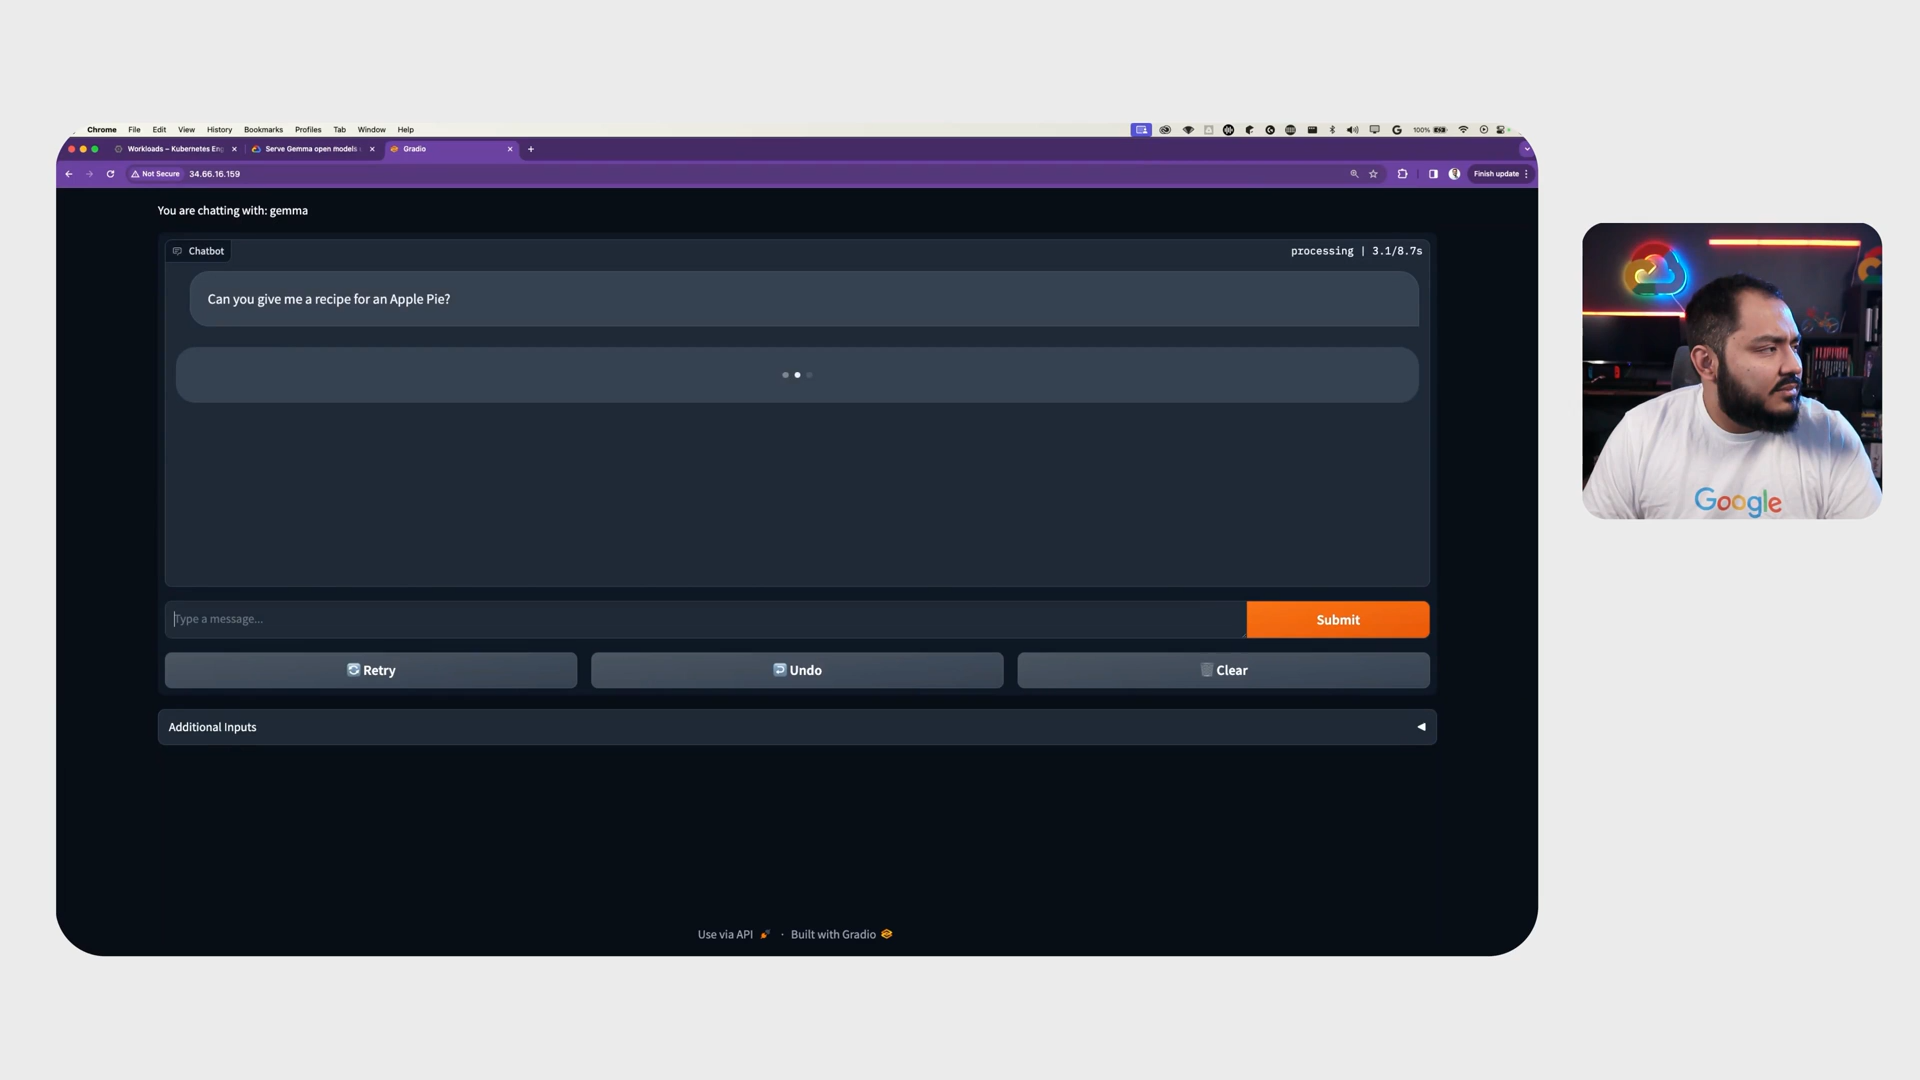 Chrome File Edit View History Bookmarks Profiles Tab Window Help 100%
Workloads – Kubernetes Eng Serve Gemma open models Gradio
Not Secure 34.66.16.159 Finish update
You are chatting with: gemma
Chatbot processing | 3.1/8.7s
Can you give me a recipe for an Apple Pie?
Type a message... Submit
Retry Undo Clear
Additional Inputs
Use via API · Built with Gradio
Google